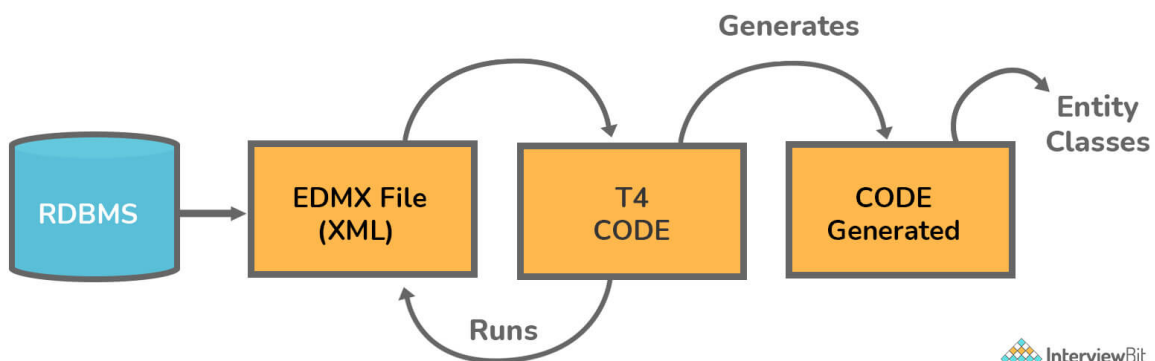 Generates
Entity
Classes
RDBMS
EDMX File
(XML)
T4
CODE
CODE
Generated
Runs
InterviewBit